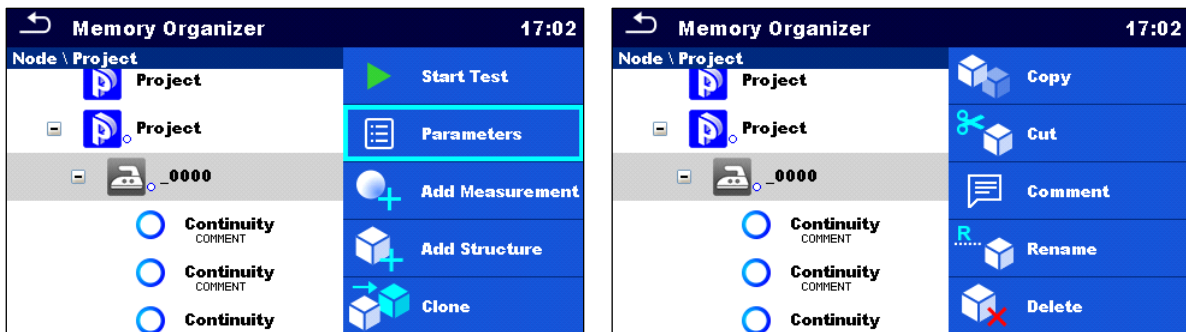 Memory Organizer 17:02
Node \ Project
Project
Project
_0000
Continuity
COMMENT
Continuity
COMMENT
Continuity
Start Test
Parameters
Add Measurement
Add Structure
Clone
Memory Organizer 17:02
Node \ Project
Project
Project
_0000
Continuity
COMMENT
Continuity
COMMENT
Continuity
Copy
Cut
Comment
R
Rename
Delete